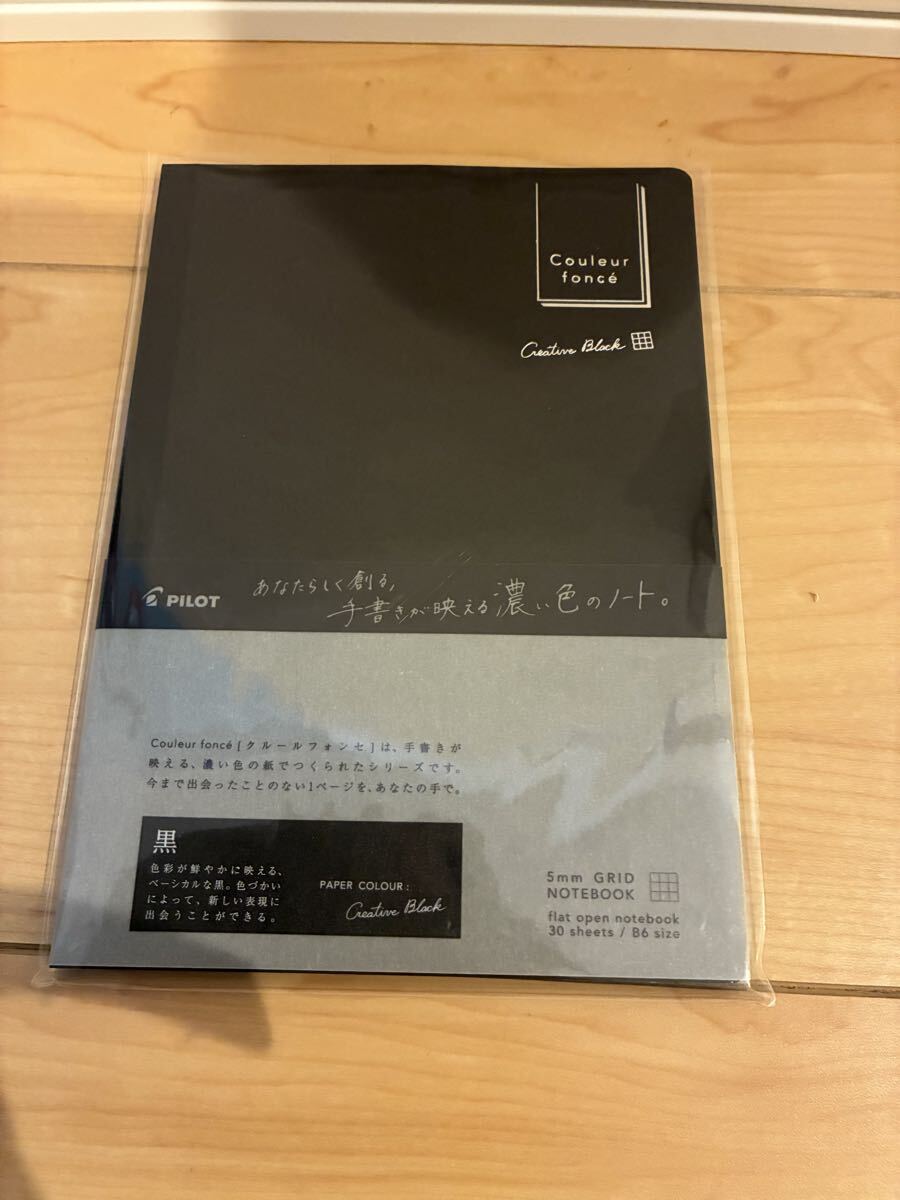 Couleur
foncé
Creative Black
PILOT
あなたらしく創る、
手書きが映える濃い色のノート。
Couleur foncé [クルールフォンセ] は、手書きが
映える、濃い色の紙でつくられたシリーズです。
今まで出会ったことのない1ページを、あなたの手で。
黒
色彩が鮮やかに映える、
ベーシカルな黒。色づかい
によって、新しい表現に
出会うことができる。
PAPER COLOUR:
Creative Black
5mm GRID
NOTEBOOK
flat open notebook
30 sheets / B6 size